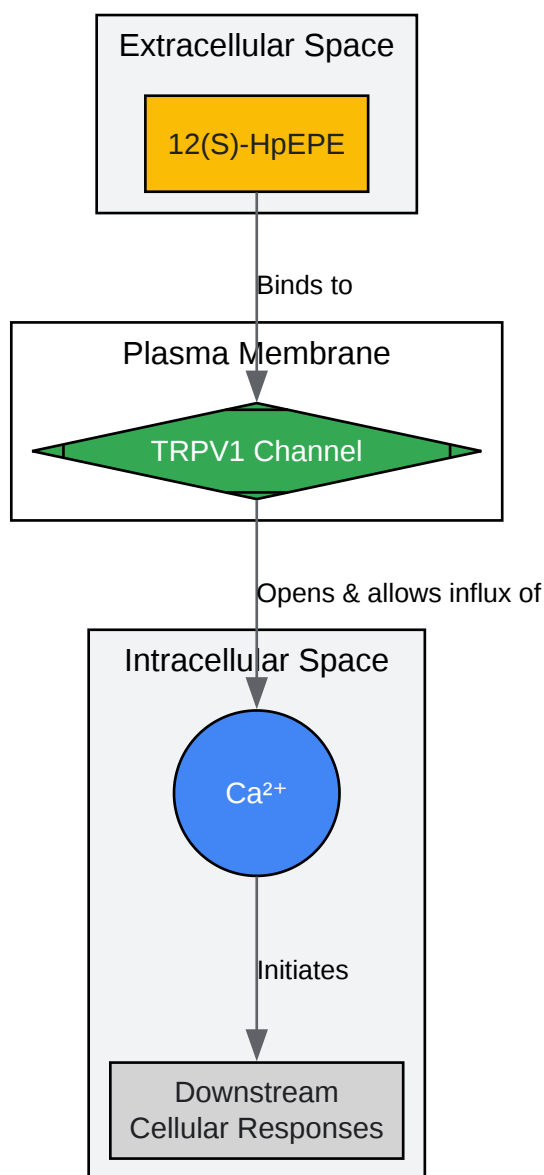 Extracellular Space
12(S)-HpEPE
Binds to
Plasma Membrane
TRPV1 Channel
Opens & allows influx of
Intracellular Space
Ca²⁺
Initiates
Downstream
Cellular Responses